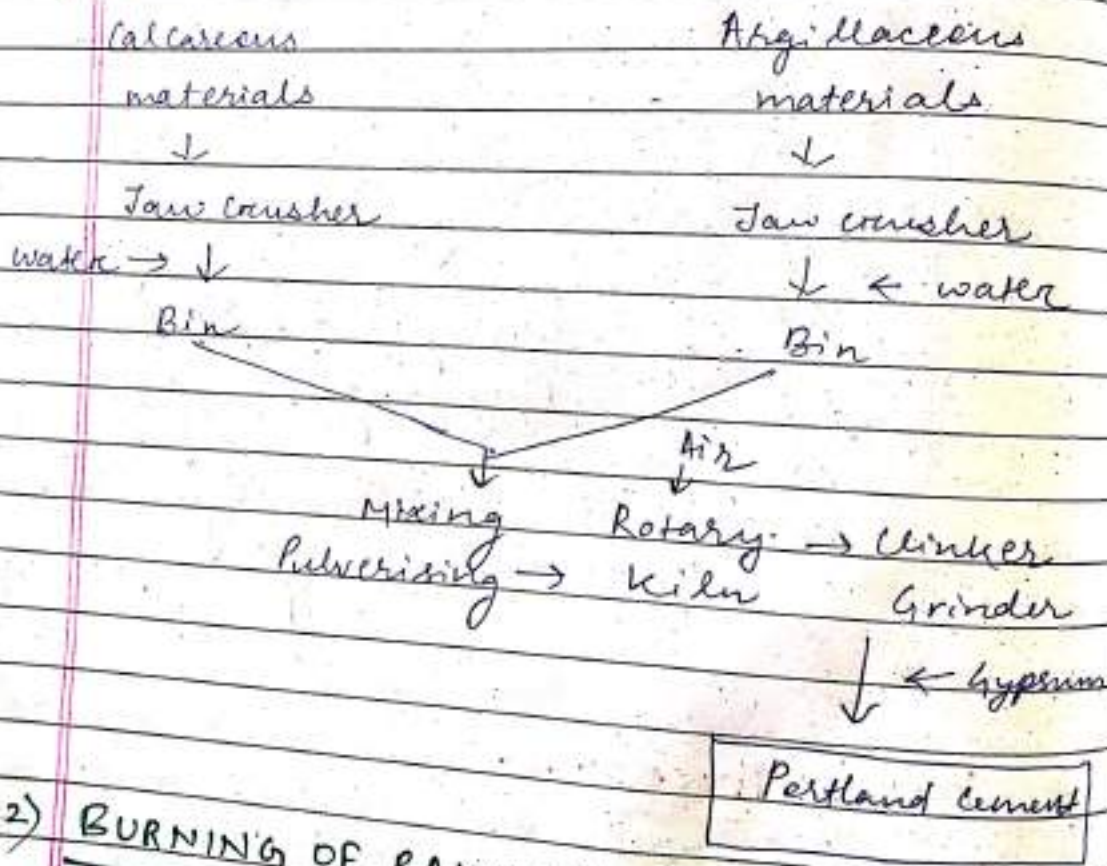 Calcareous Argillaceous
materials materials
↓ ↓
Jaw Crusher Jaw crusher
water → ↓ ↓ ← water
Bin Bin
Air
↓
Mixing Rotary → Clinker
Pulverising → Kiln Grinder
↓ ← Gypsum
Portland Cement
2) BURNING OF